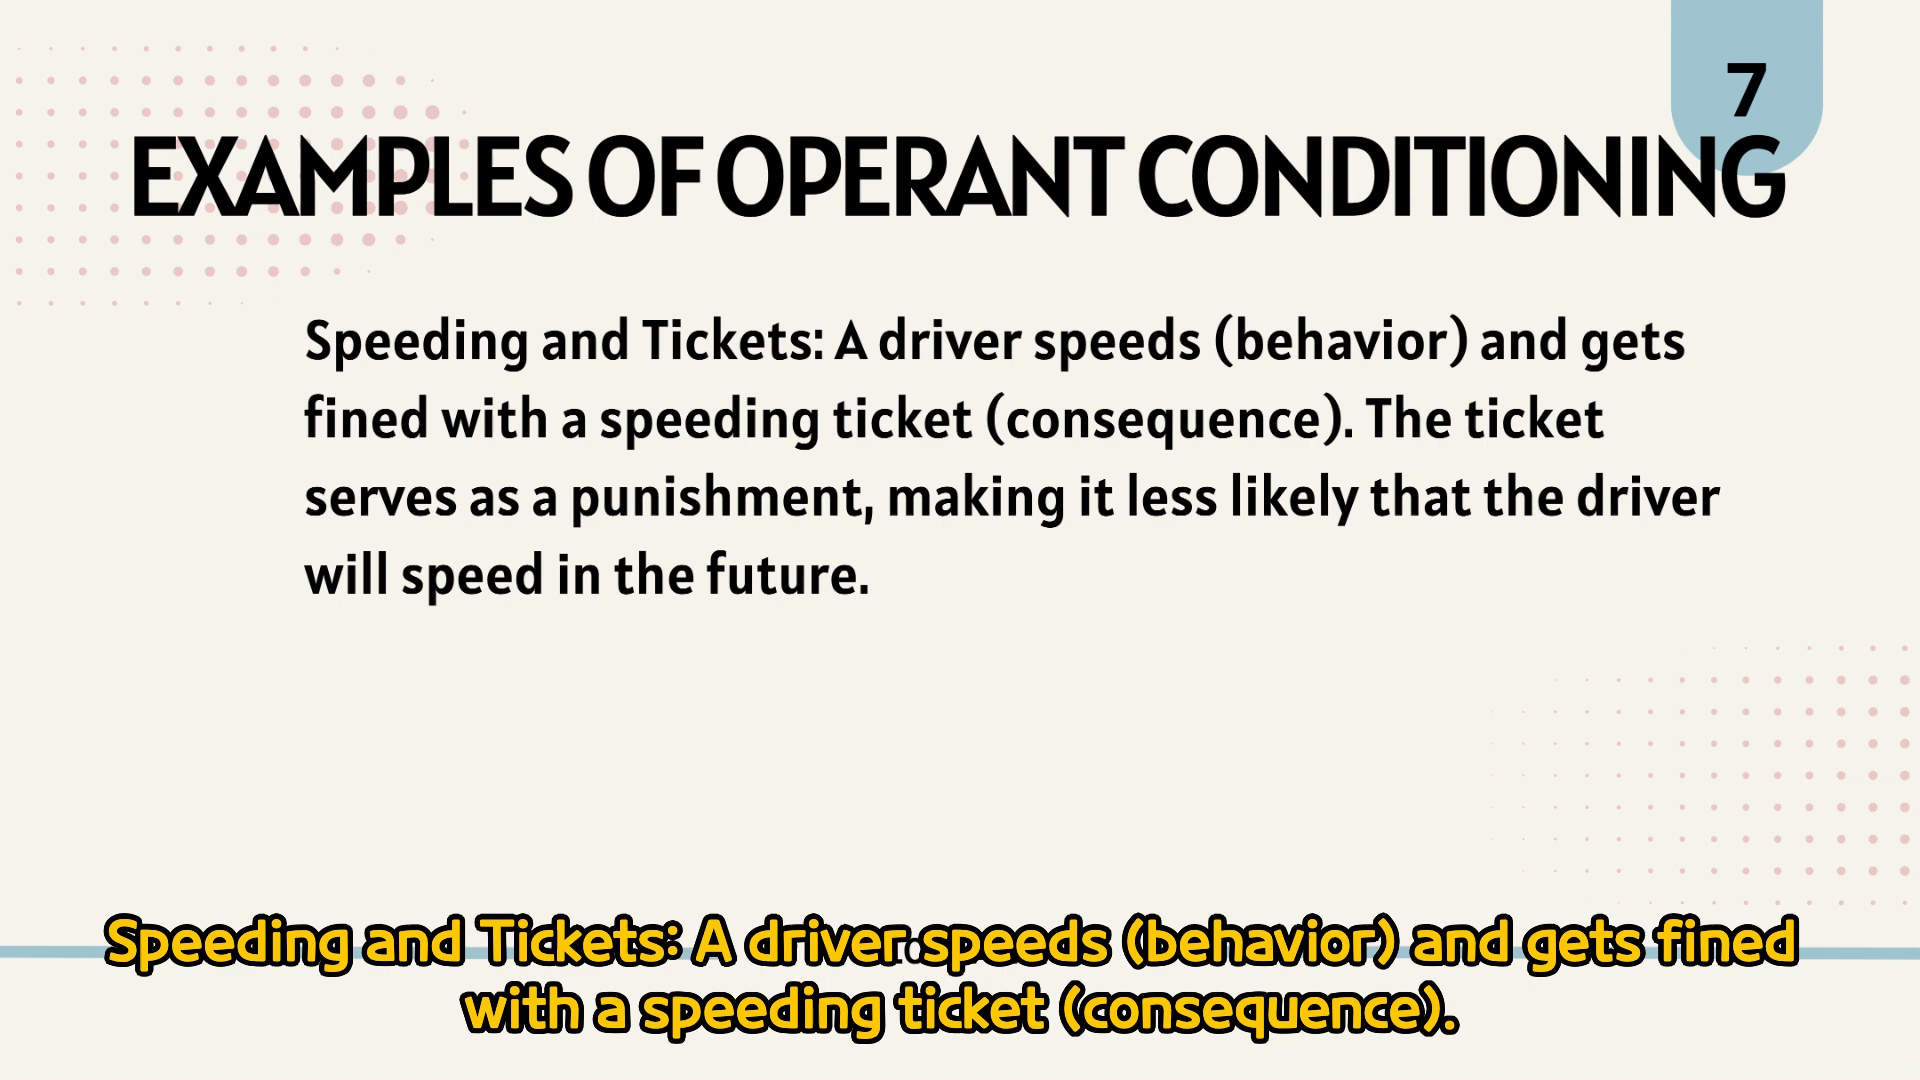 7
EXAMPLES OF OPERANT CONDITIONING
Speeding and Tickets: A driver speeds (behavior) and gets
fined with a speeding ticket (consequence). The ticket
serves as a punishment, making it less likely that the driver
will speed in the future.
Speeding and Tickets: A driver speeds (behavior) and gets fined
with a speeding ticket (consequence).